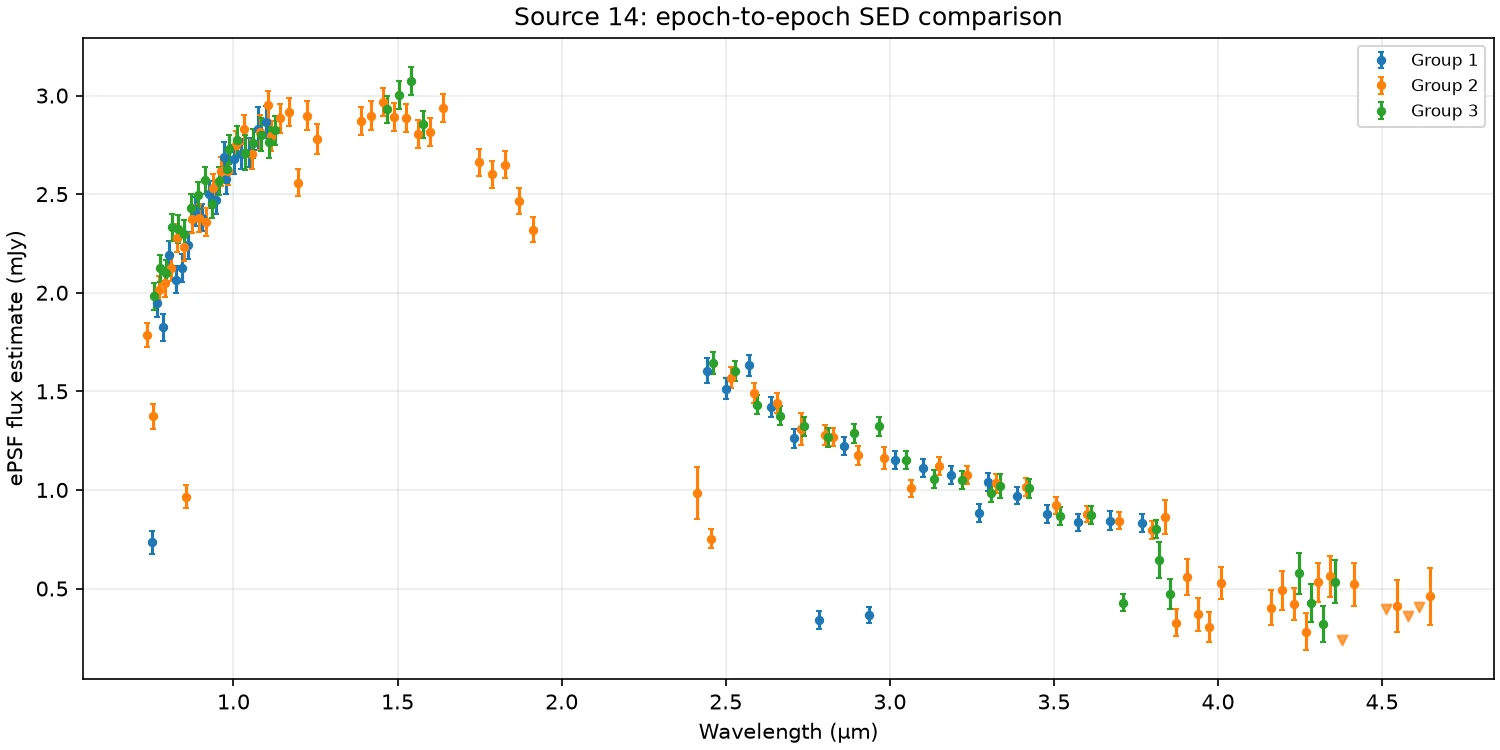 Source 14: epoch-to-epoch SED comparison
Group 1
Group 2
Group 3
ePSF flux estimate (mJy)
3.0
2.5
2.0
1.5
1.0
0.5
1.0 1.5 2.0 2.5 3.0 3.5 4.0 4.5
Wavelength (μm)